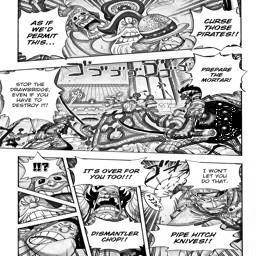 CURSE
THOSE
PIRATES!!
AS IF
WE'D
PERMIT
THIS...
PREPARE
THE
MORTAR!
STOP THE
DRAWBRIDGE,
EVEN IF YOU
HAVE TO
DESTROY IT!
I WON'T
LET YOU
DO THAT.
PIPE HITCH
KNIVES!!
IT'S OVER FOR
YOU TOO!!!
DISMANTLER
CHOP!!
!!?